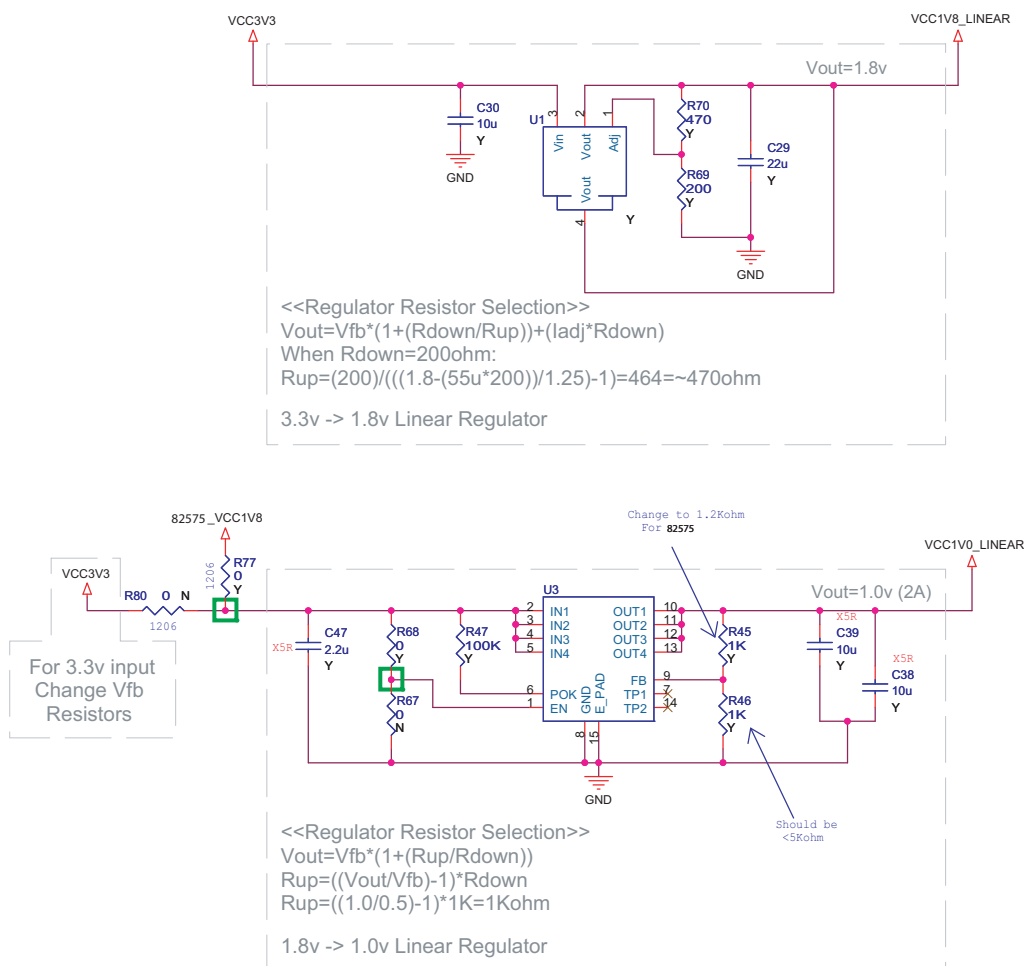 VCC3V3
VCC1V8_LINEAR
Vout=1.8v
C30
10u
Y
GND
U1
3
2
1
Vin
Vout
Adj
Vout
4
Y
R70
470
Y
R69
200
Y
C29
22u
Y
GND
<<Regulator Resistor Selection>>
Vout=Vfb*(1+(Rdown/Rup))+(Iadj*Rdown)
When Rdown=200ohm:
Rup=(200)/(((1.8-(55u*200))/1.25)-1)=464=~470ohm
3.3v -> 1.8v Linear Regulator
82575_VCC1V8
R77
0
Y
1206
VCC3V3
R80 0 N
1206
For 3.3v input
Change Vfb
Resistors
Change to 1.2Kohm
For 82575
VCC1V0_LINEAR
Vout=1.0v (2A)
X5R
C47
2.2u
Y
R68
0
Y
R67
0
N
R47
100K
Y
U3
2
3
4
5
6
1
IN1
IN2
IN3
IN4
POK
EN
GND
E_PAD
8
15
OUT1
OUT2
OUT3
OUT4
FB
TP1
TP2
10
11
12
13
9
7
14
R45
1K
Y
R46
1K
Y
X5R
C39
10u
Y
X5R
C38
10u
Y
GND
Should be
<5Kohm
<<Regulator Resistor Selection>>
Vout=Vfb*(1+(Rup/Rdown))
Rup=((Vout/Vfb)-1)*Rdown
Rup=((1.0/0.5)-1)*1K=1Kohm
1.8v -> 1.0v Linear Regulator